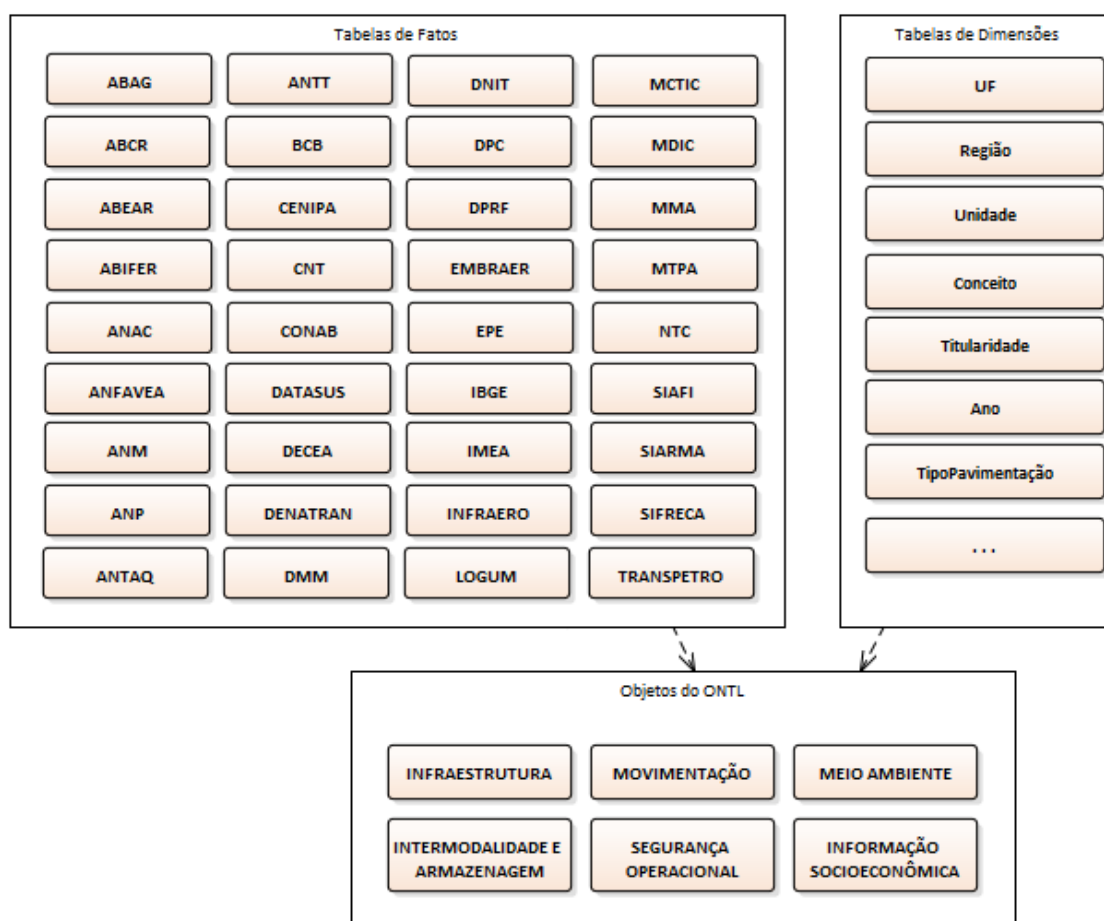 Tabelas de Fatos
ABAG
ANTT
DNIT
MCTIC
ABCR
BCB
DPC
MDIC
ABEAR
CENIPA
DPRF
MMA
ABIFER
CNT
EMBRAER
MTPA
ANAC
CONAB
EPE
NTC
ANFAVEA
DATASUS
IBGE
SIAFI
ANM
DECEA
IMEA
SIARMA
ANP
DENATRAN
INFRAERO
SIFRECA
ANTAQ
DMM
LOGUM
TRANSPETRO
Tabelas de Dimensões
UF
Região
Unidade
Conceito
Titularidade
Ano
TipoPavimentação
...
Objetos do ONTL
INFRAESTRUTURA
MOVIMENTAÇÃO
MEIO AMBIENTE
INTERMODALIDADE E
ARMAZENAGEM
SEGURANÇA
OPERACIONAL
INFORMAÇÃO
SOCIOECONÔMICA